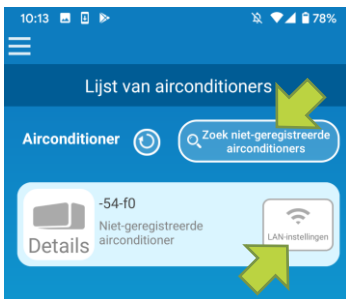 10:13 78%
Lijst van airconditioners
Airconditioner
Zoek niet-geregistreerde
airconditioners
-54-f0
Niet-geregistreerde
airconditioner
Details
LAN-instellingen